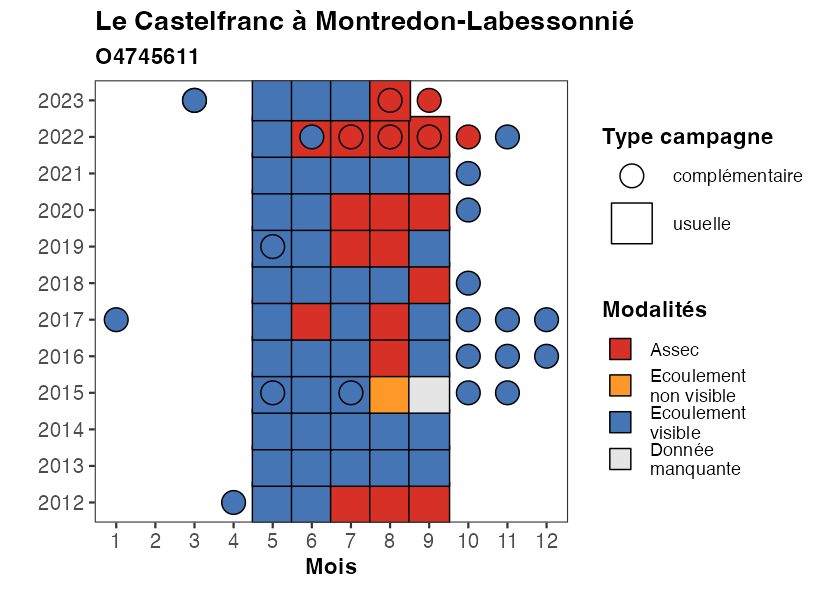 Le Castelfranc à Montredon-Labessonnié
O4745611
2023
2022
2021
2020
2019
2018
2017
2016
2015
2014
2013
2012
1 2 3 4 5 6 7 8 9 10 11 12
Mois
Type campagne
complémentaire
usuelle
Modalités
Assec
Ecoulement
non visible
Ecoulement
visible
Donnée
manquante